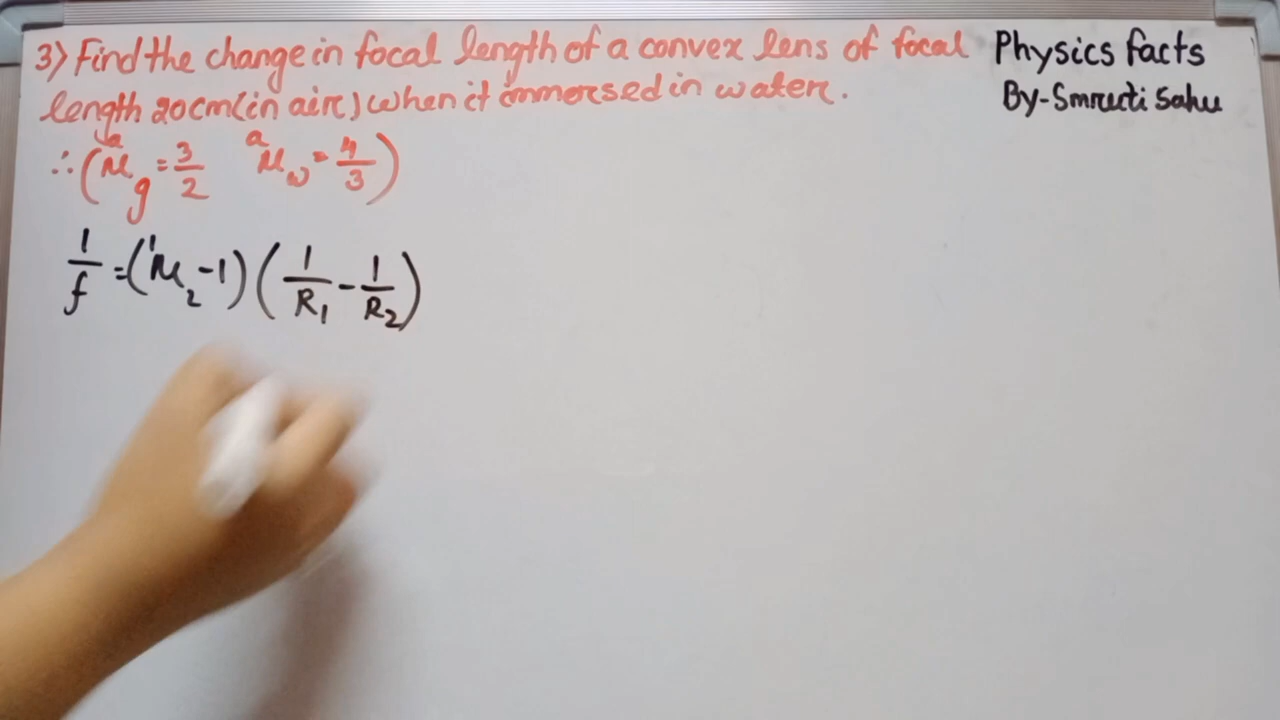 3) Find the change in focal length of a convex lens of focal
length 20cm(in air) when it immersed in water.
∴ (ᵃμg = 3/2 ᵃμω = 4/3)
1/f = (¹μ₂ - 1) (1/R₁ - 1/R₂)
Physics facts
By-Smruti Sahu